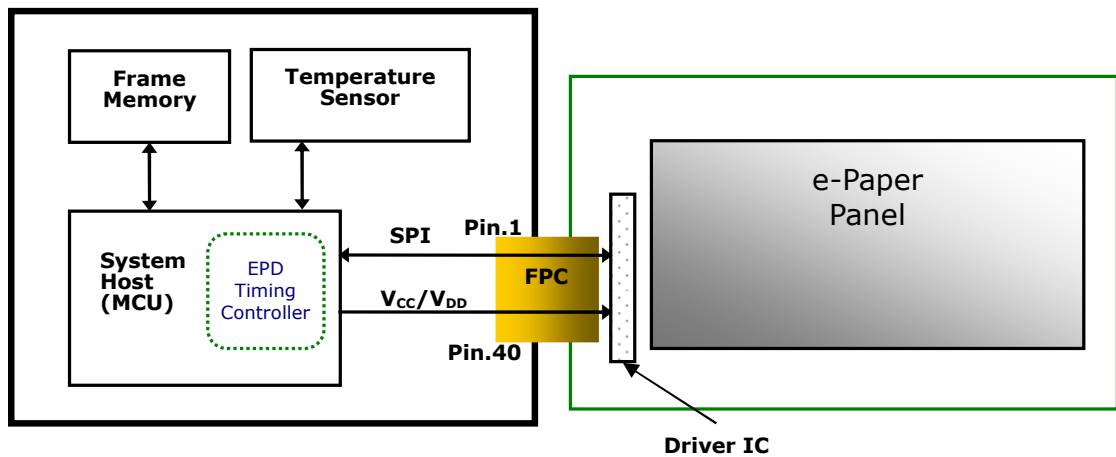 Frame
Memory
Temperature
Sensor
System
Host
(MCU)
EPD
Timing
Controller
SPI
VCC/VDD
Pin.1
FPC
Pin.40
e-Paper
Panel
Driver IC